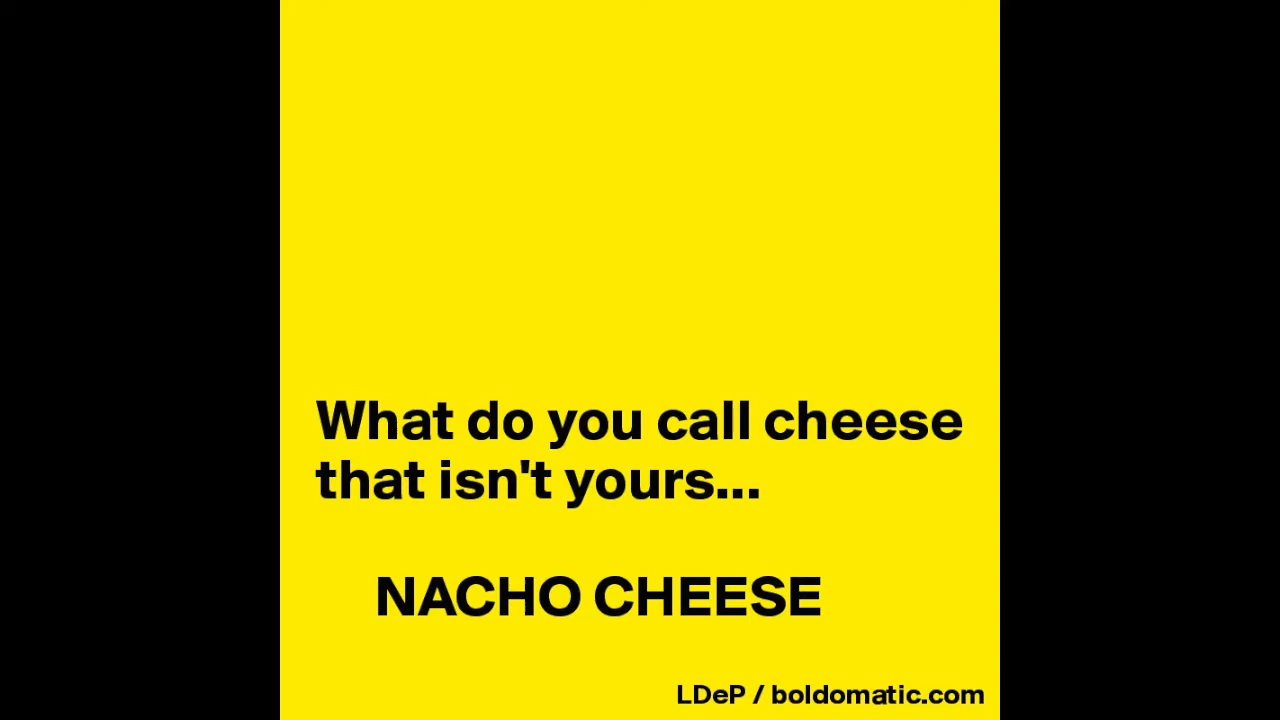 What do you call cheese
that isn't yours...
NACHO CHEESE
LDeP / boldomatic.com